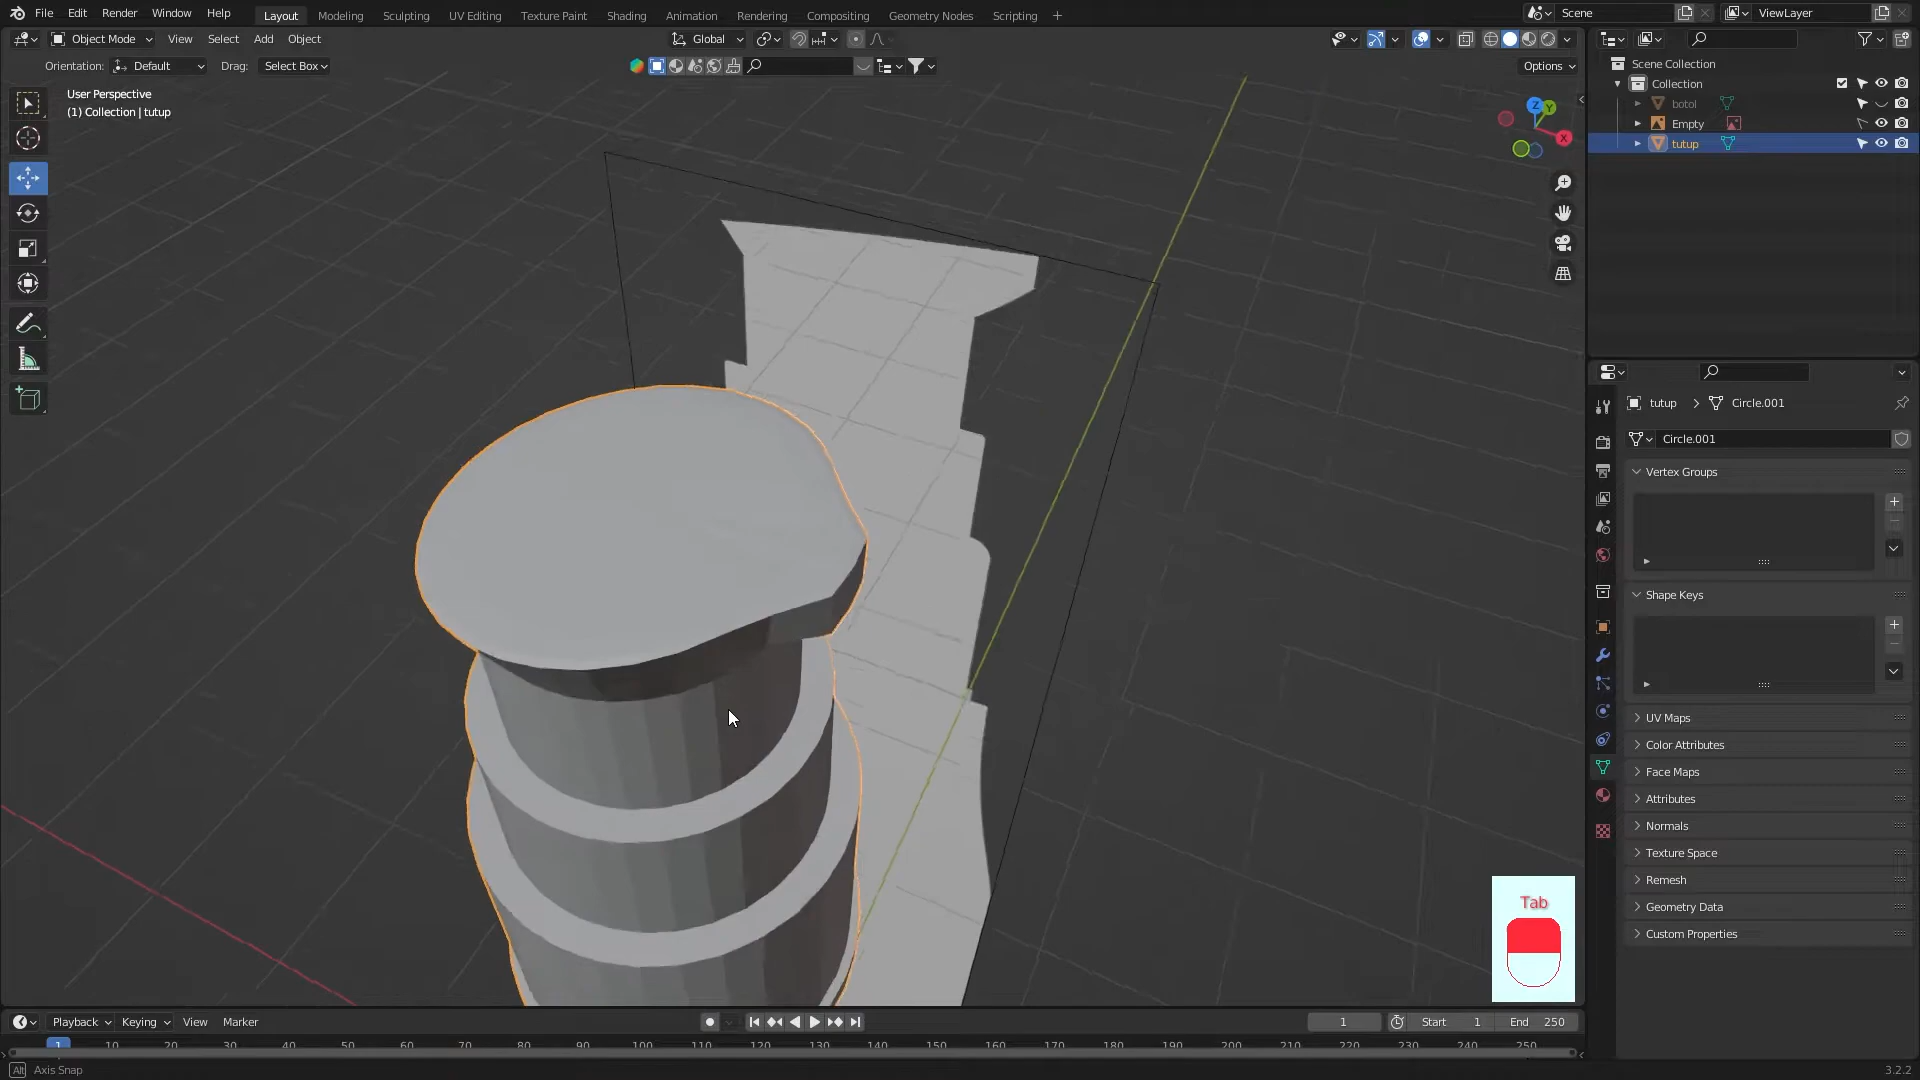 File Edit Render Window Help Layout Modeling Sculpting UV Editing Texture Paint Shading Animation Rendering Compositing Geometry Nodes Scripting + Scene ViewLayer
Object Mode View Select Add Object Global
Orientation: Default Drag: Select Box Options
User Perspective
(1) Collection | tutup
Z
Y
X
Scene Collection
Collection
botol
Empty
tutup
tutup > Circle.001
Circle.001
Vertex Groups
Shape Keys
UV Maps
Color Attributes
Face Maps
Attributes
Normals
Texture Space
Remesh
Geometry Data
Custom Properties
Tab
Playback Keying View Marker 1 Start 1 End 250
1 10 20 30 40 50 60 70 80 90 100 110 120 130 140 150 160 170 180 190 200 210 220 230 240 250
Alt Axis Snap 3.2.2